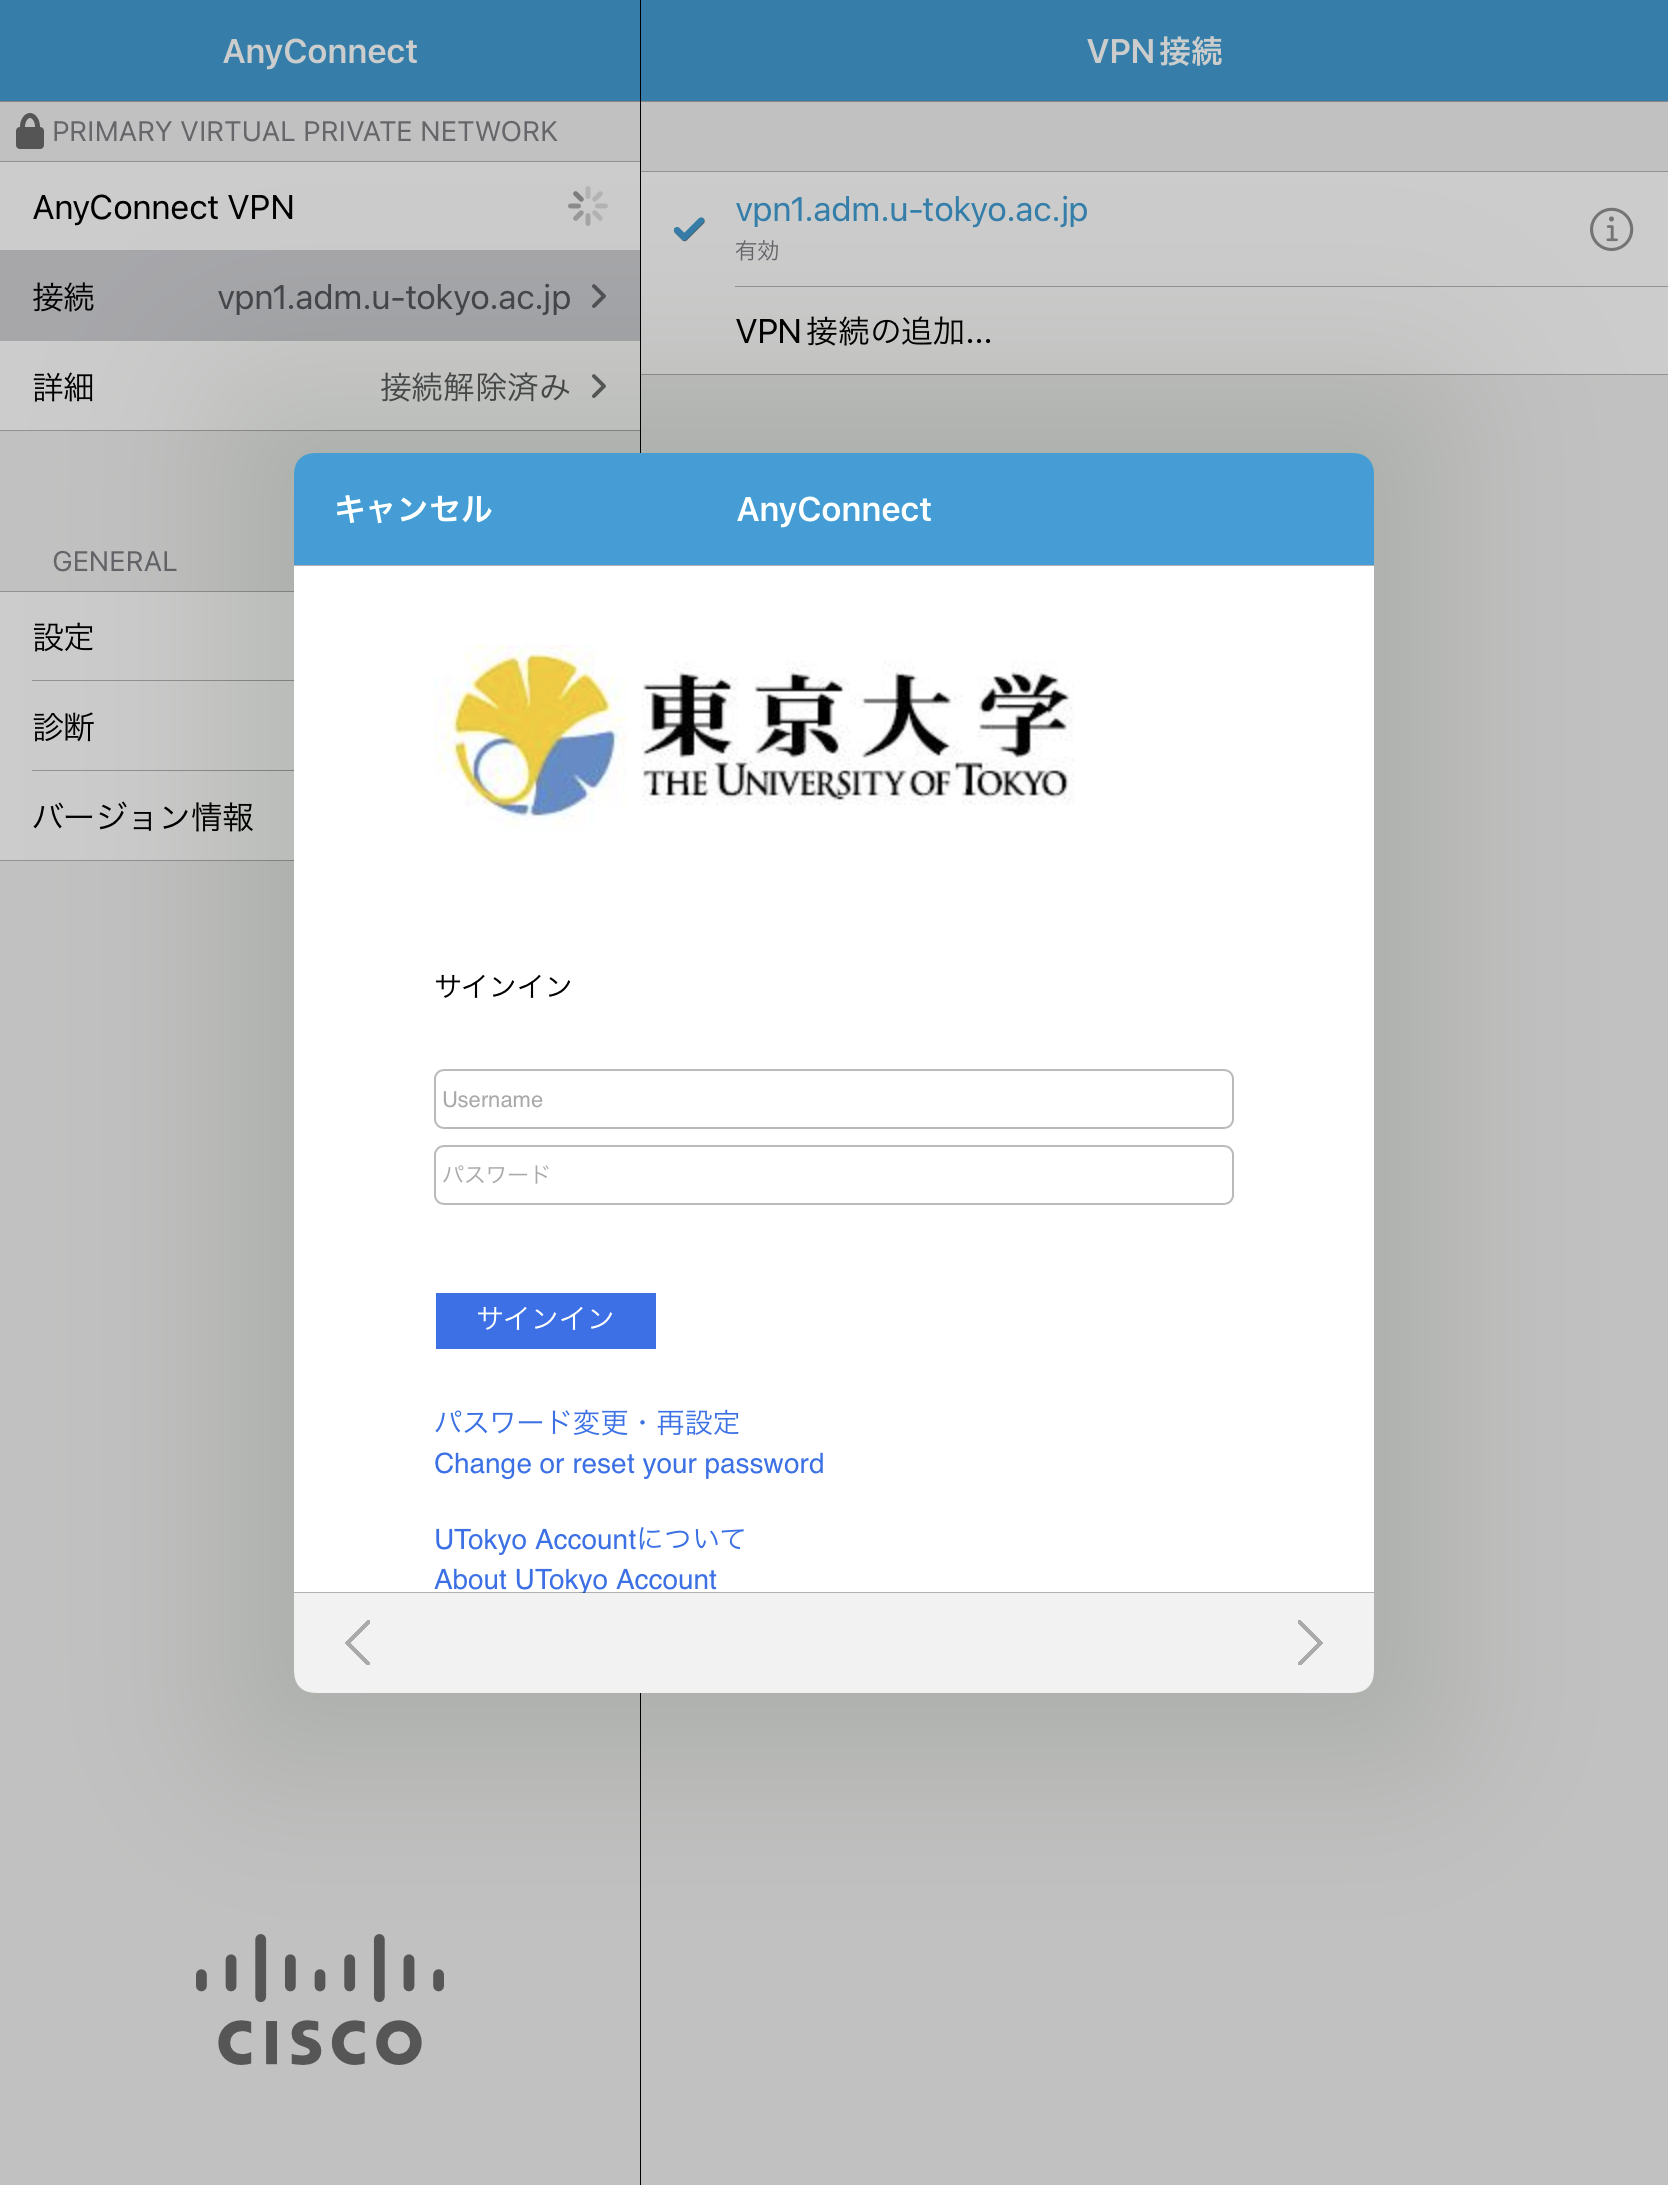 AnyConnect
PRIMARY VIRTUAL PRIVATE NETWORK
AnyConnect VPN
接続 vpn1.adm.u-tokyo.ac.jp
詳細 接続解除済み
GENERAL
設定
診断
バージョン情報
CISCO
VPN接続
vpn1.adm.u-tokyo.ac.jp
有効
VPN接続の追加...
キャンセル AnyConnect
東京大学
THE UNIVERSITY OF TOKYO
サインイン
Username
パスワード
サインイン
パスワード変更・再設定
Change or reset your password
UTokyo Accountについて
About UTokyo Account